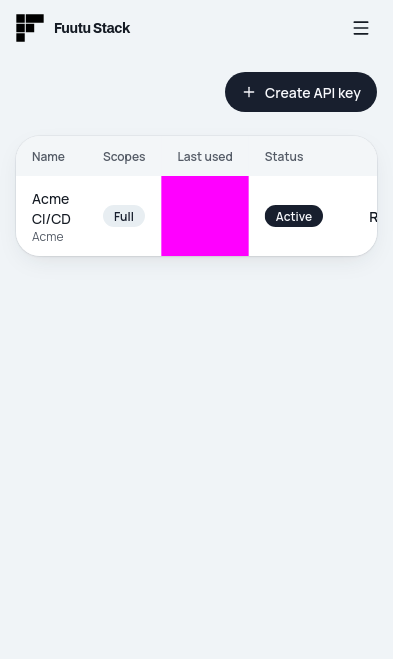 Fuutu Stack
+ Create API key
Name Scopes Last used Status
Acme CI/CD
Acme
Full
Active